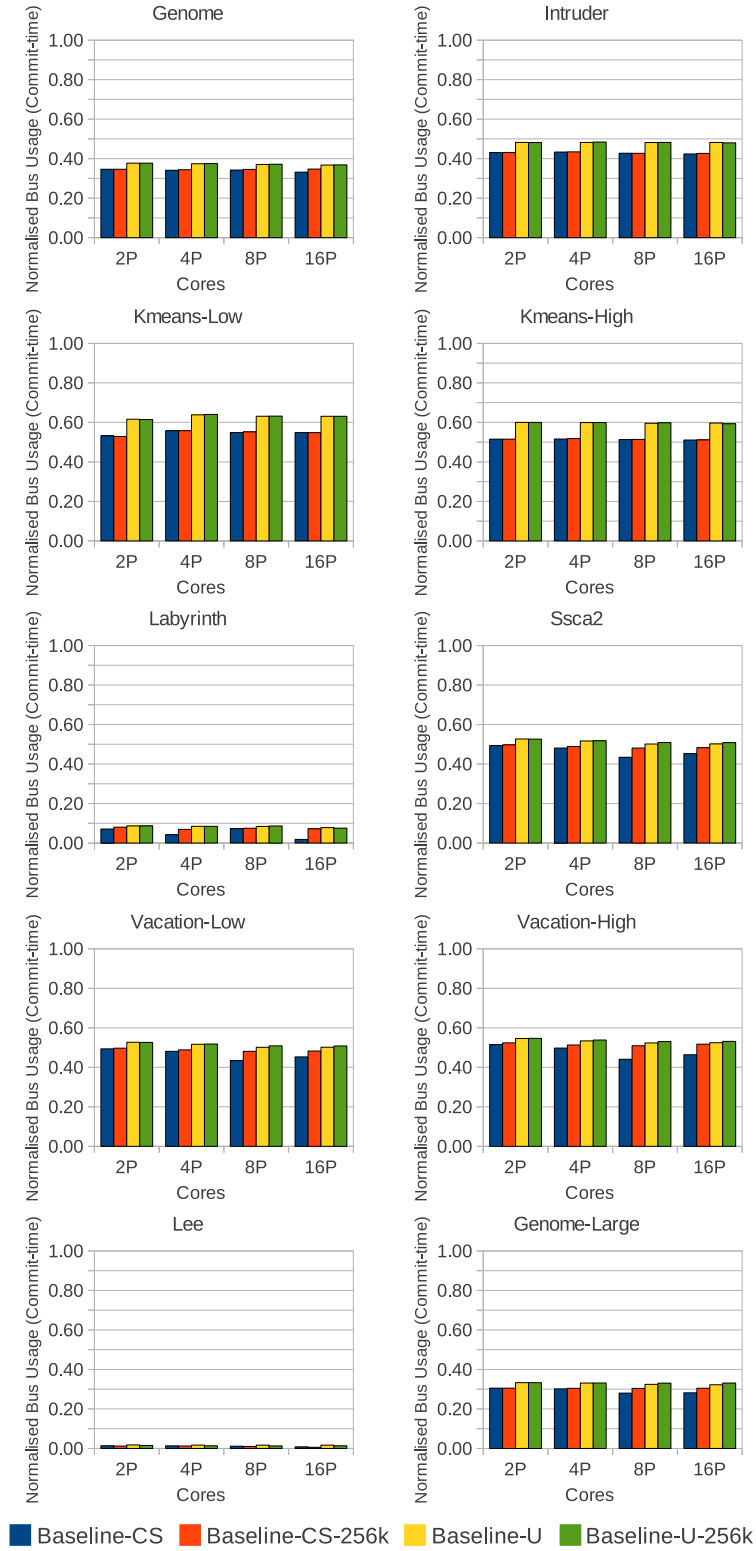 Genome
Normalised Bus Usage (Commit-time)
1.00
0.80
0.60
0.40
0.20
0.00
2P 4P 8P 16P
Cores
Intruder
Normalised Bus Usage (Commit-time)
1.00
0.80
0.60
0.40
0.20
0.00
2P 4P 8P 16P
Cores
Kmeans-Low
Normalised Bus Usage (Commit-time)
1.00
0.80
0.60
0.40
0.20
0.00
2P 4P 8P 16P
Cores
Kmeans-High
Normalised Bus Usage (Commit-time)
1.00
0.80
0.60
0.40
0.20
0.00
2P 4P 8P 16P
Cores
Labyrinth
Normalised Bus Usage (Commit-time)
1.00
0.80
0.60
0.40
0.20
0.00
2P 4P 8P 16P
Cores
Ssca2
Normalised Bus Usage (Commit-time)
1.00
0.80
0.60
0.40
0.20
0.00
2P 4P 8P 16P
Cores
Vacation-Low
Normalised Bus Usage (Commit-time)
1.00
0.80
0.60
0.40
0.20
0.00
2P 4P 8P 16P
Cores
Vacation-High
Normalised Bus Usage (Commit-time)
1.00
0.80
0.60
0.40
0.20
0.00
2P 4P 8P 16P
Cores
Lee
Normalised Bus Usage (Commit-time)
1.00
0.80
0.60
0.40
0.20
0.00
2P 4P 8P 16P
Cores
Genome-Large
Normalised Bus Usage (Commit-time)
1.00
0.80
0.60
0.40
0.20
0.00
2P 4P 8P 16P
Cores
Baseline-CS Baseline-CS-256k Baseline-U Baseline-U-256k